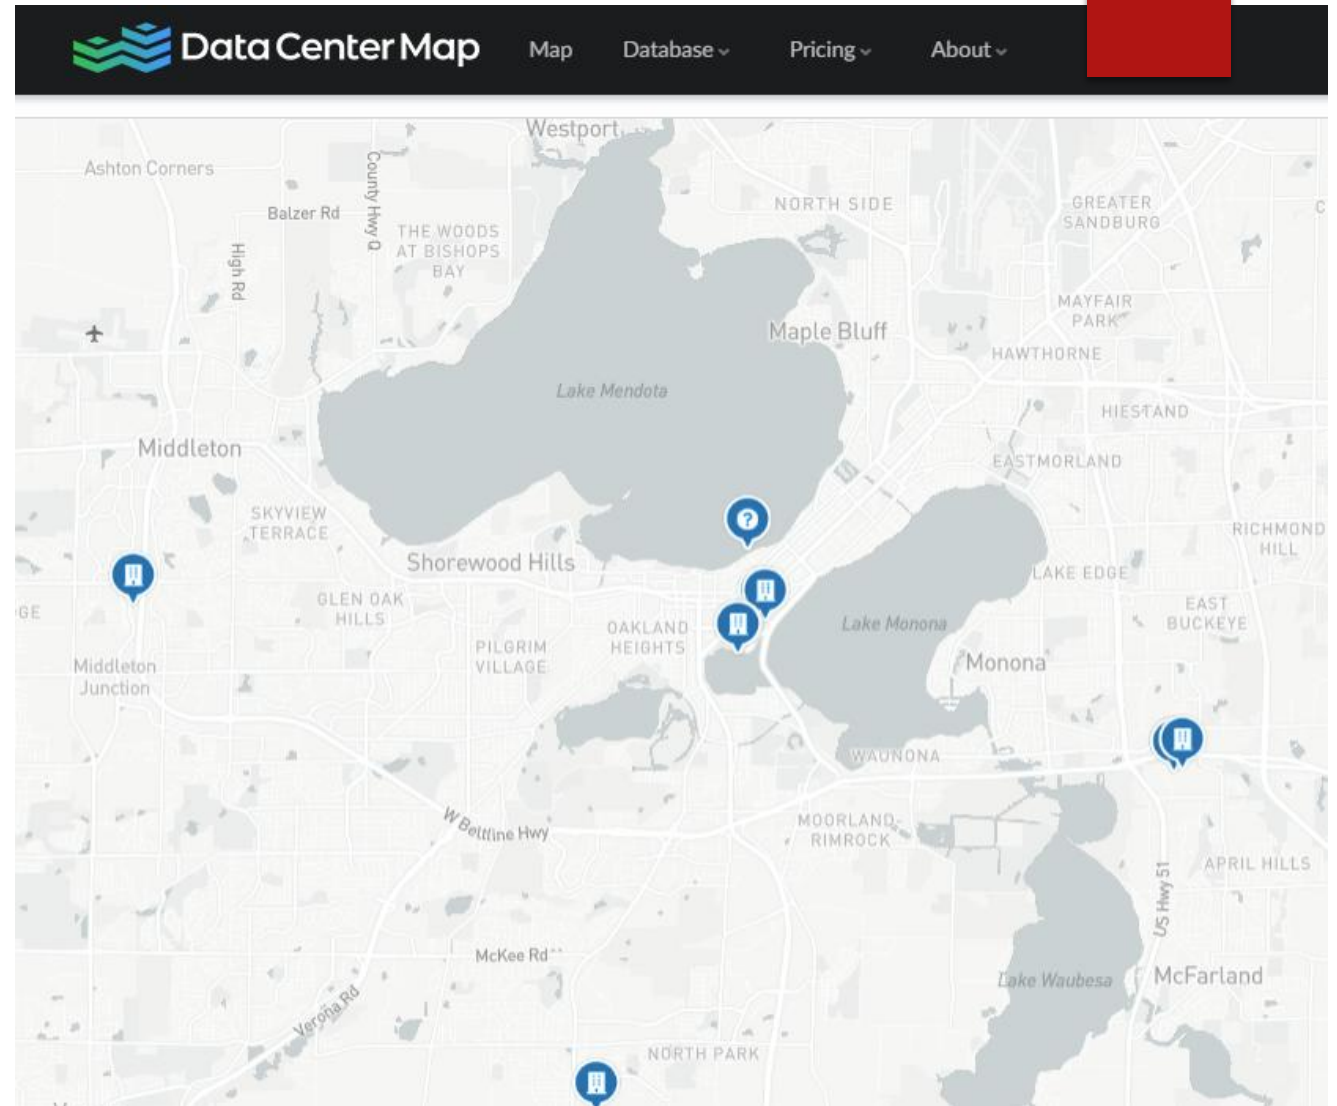 Data Center Map
Map
Database
Pricing
About
Westport
Ashton Corners
County Hwy Q
Balzer Rd
High Rd
THE WOODS
AT BISHOPS
BAY
NORTH SIDE
GREATER
SANDBURG
C
MAYFAIR
PARK
Maple Bluff
HAWTHORNE
Lake Mendota
HIESTAND
Middleton
EASTMORLAND
SKYVIEW
TERRACE
?
RICHMOND
HILL
Shorewood Hills
LAKE EDGE
GLEN OAK
HILLS
GE
EAST
BUCKEYE
OAKLAND
HEIGHTS
Lake Monona
PILGRIM
VILLAGE
Monona
Middleton
Junction
WAUNONA
W Beltline Hwy
MOORLAND-
RIMROCK
APRIL HILLS
US Hwy 51
McKee Rd
Lake Waubesa
McFarland
Verona Rd
NORTH PARK